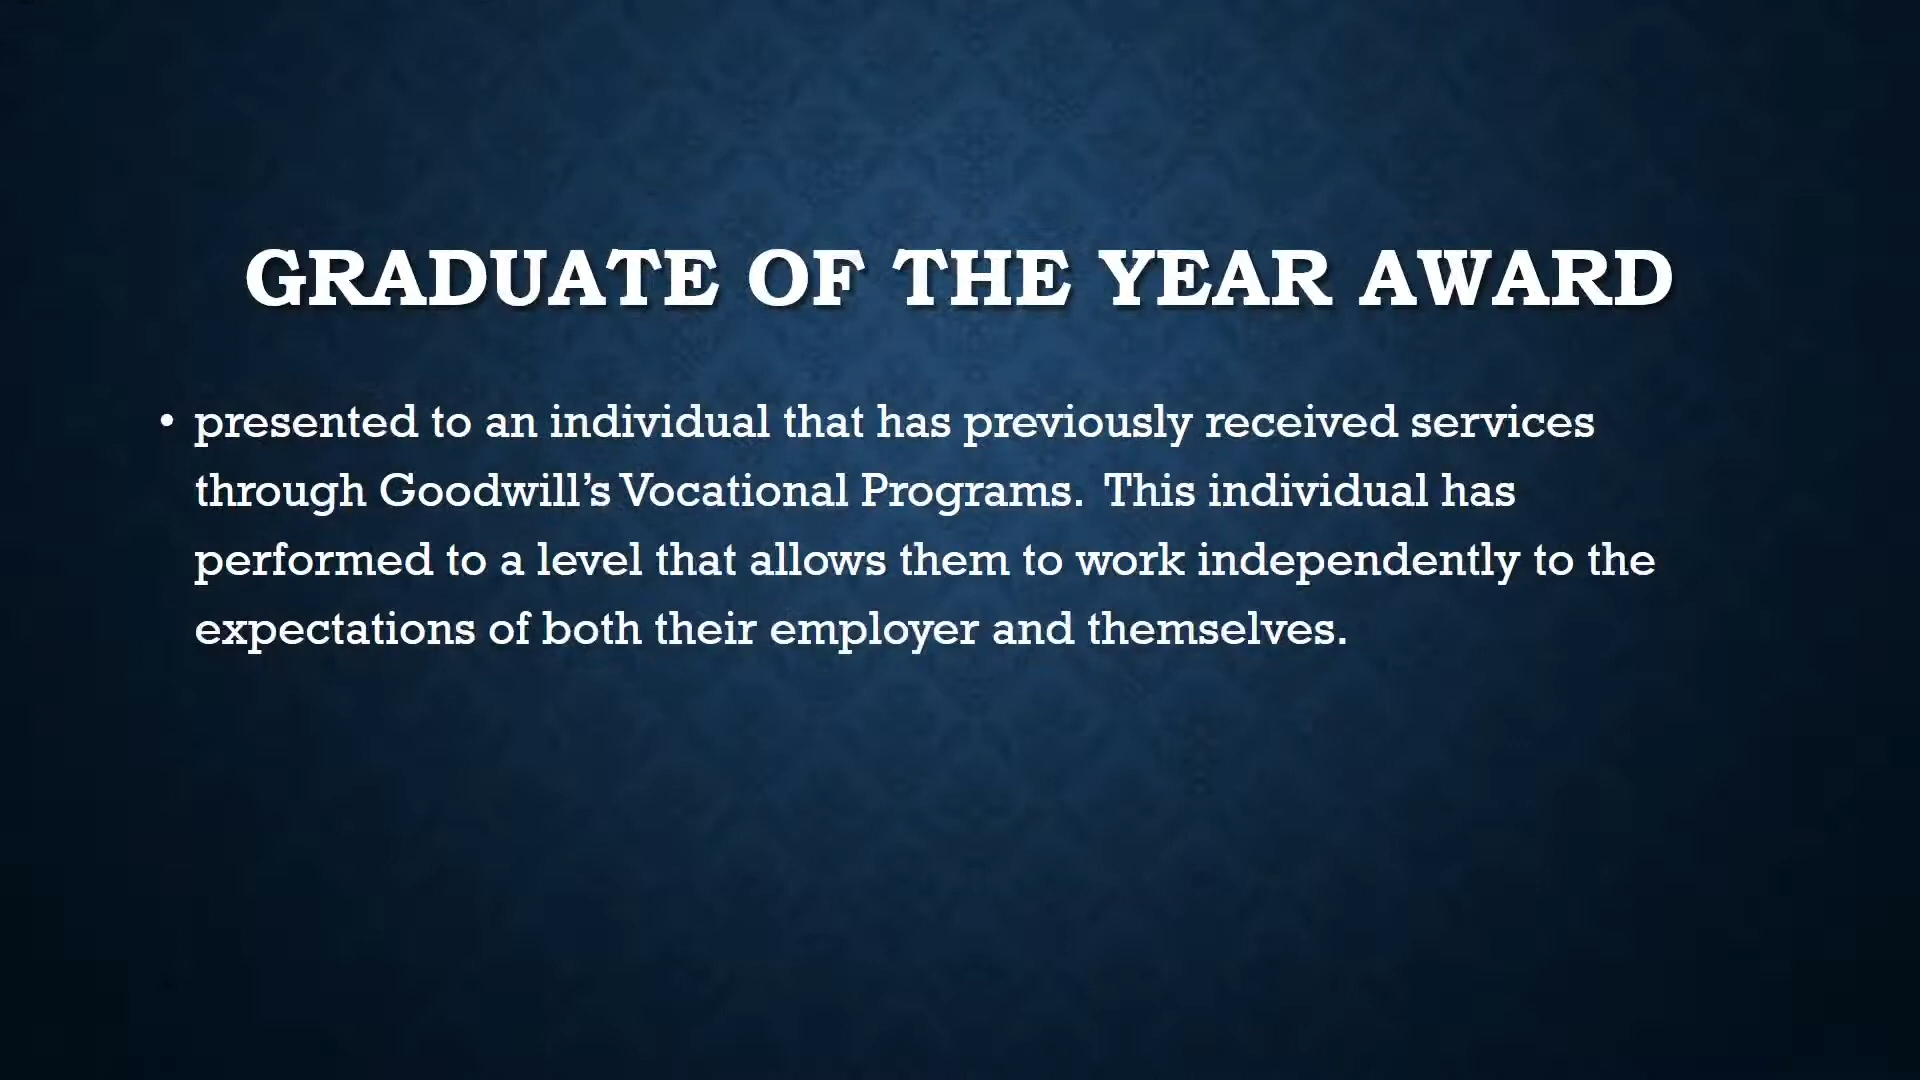 GRADUATE OF THE YEAR AWARD
• presented to an individual that has previously received services
through Goodwill’s Vocational Programs.  This individual has
performed to a level that allows them to work independently to the
expectations of both their employer and themselves.